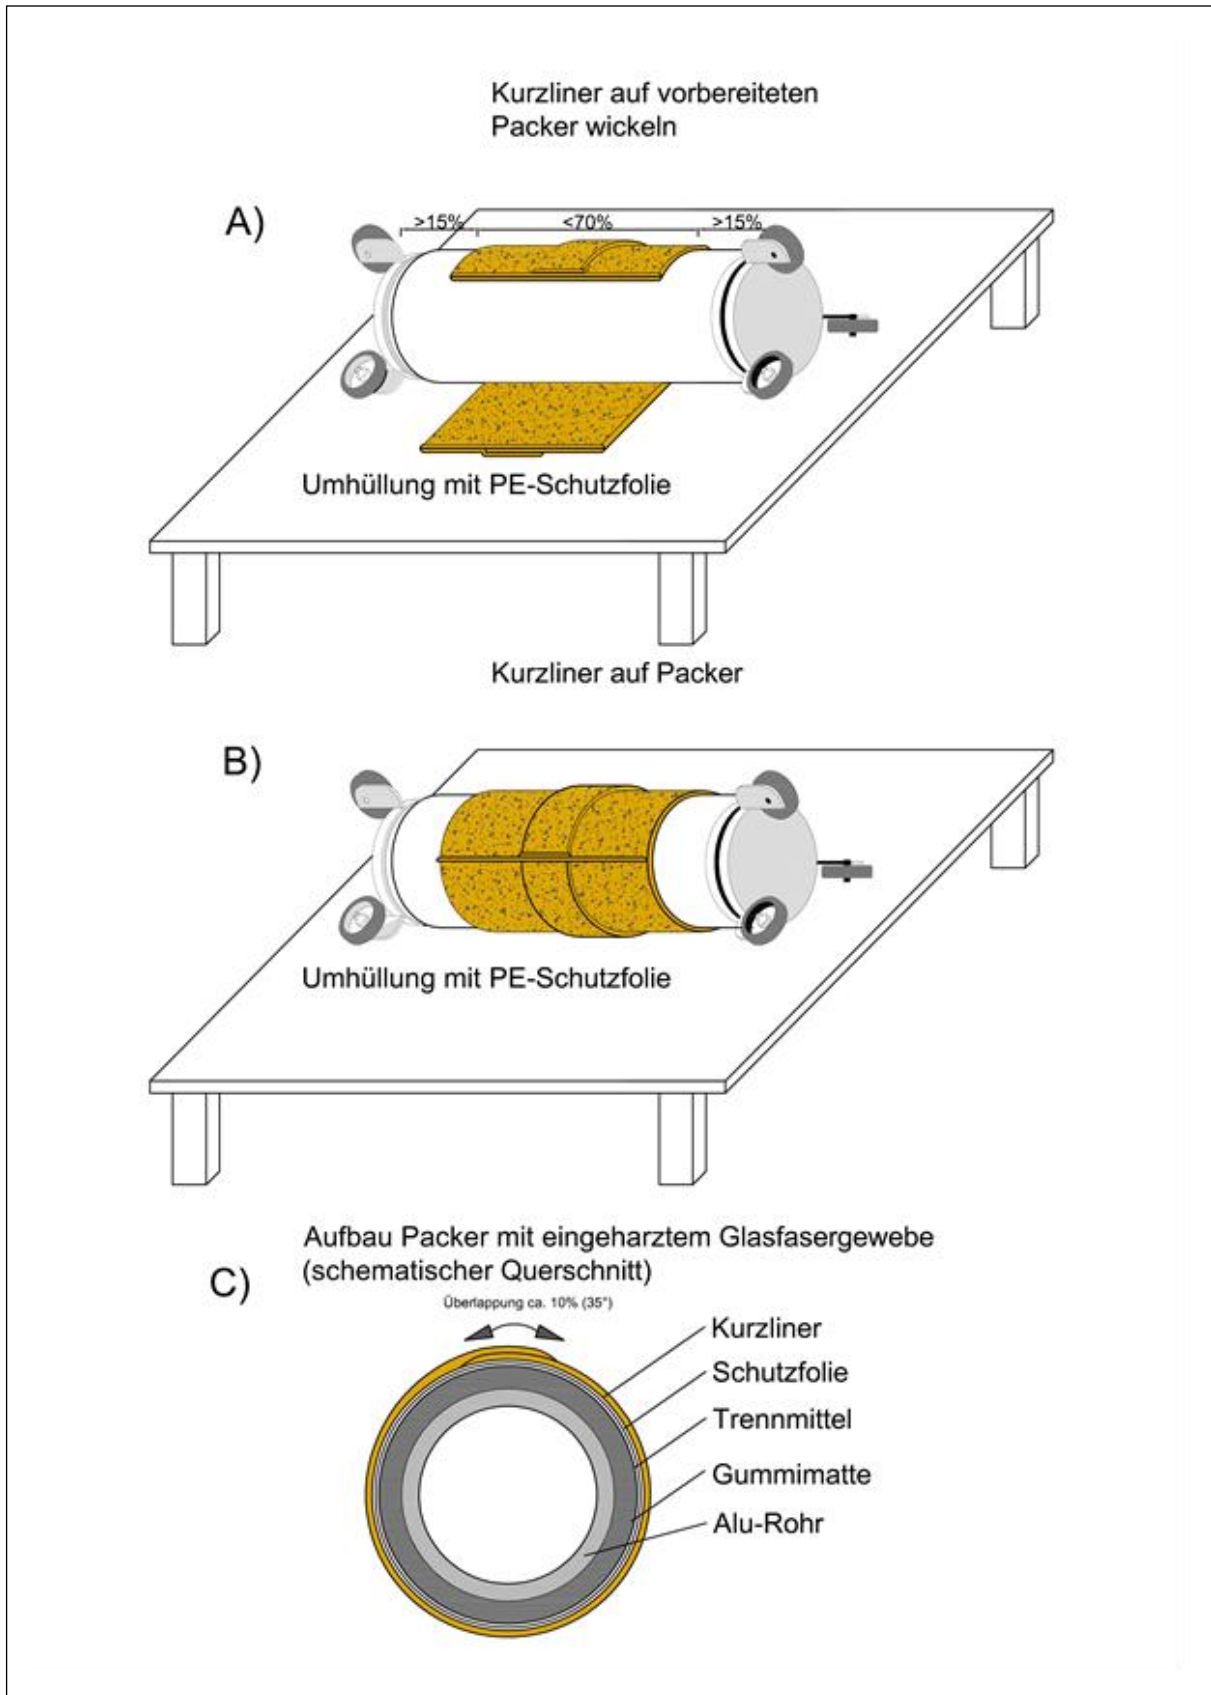 Kurzliner auf vorbereiteten
Packer wickeln
A)
>15%
<70%
>15%
Umhüllung mit PE-Schutzfolie
Kurzliner auf Packer
B)
Umhüllung mit PE-Schutzfolie
Aufbau Packer mit eingeharztem Glasfasergewebe
(schematischer Querschnitt)
C)
Überlappung ca. 10% (35°)
Kurzliner
Schutzfolie
Trennmittel
Gummimatte
Alu-Rohr